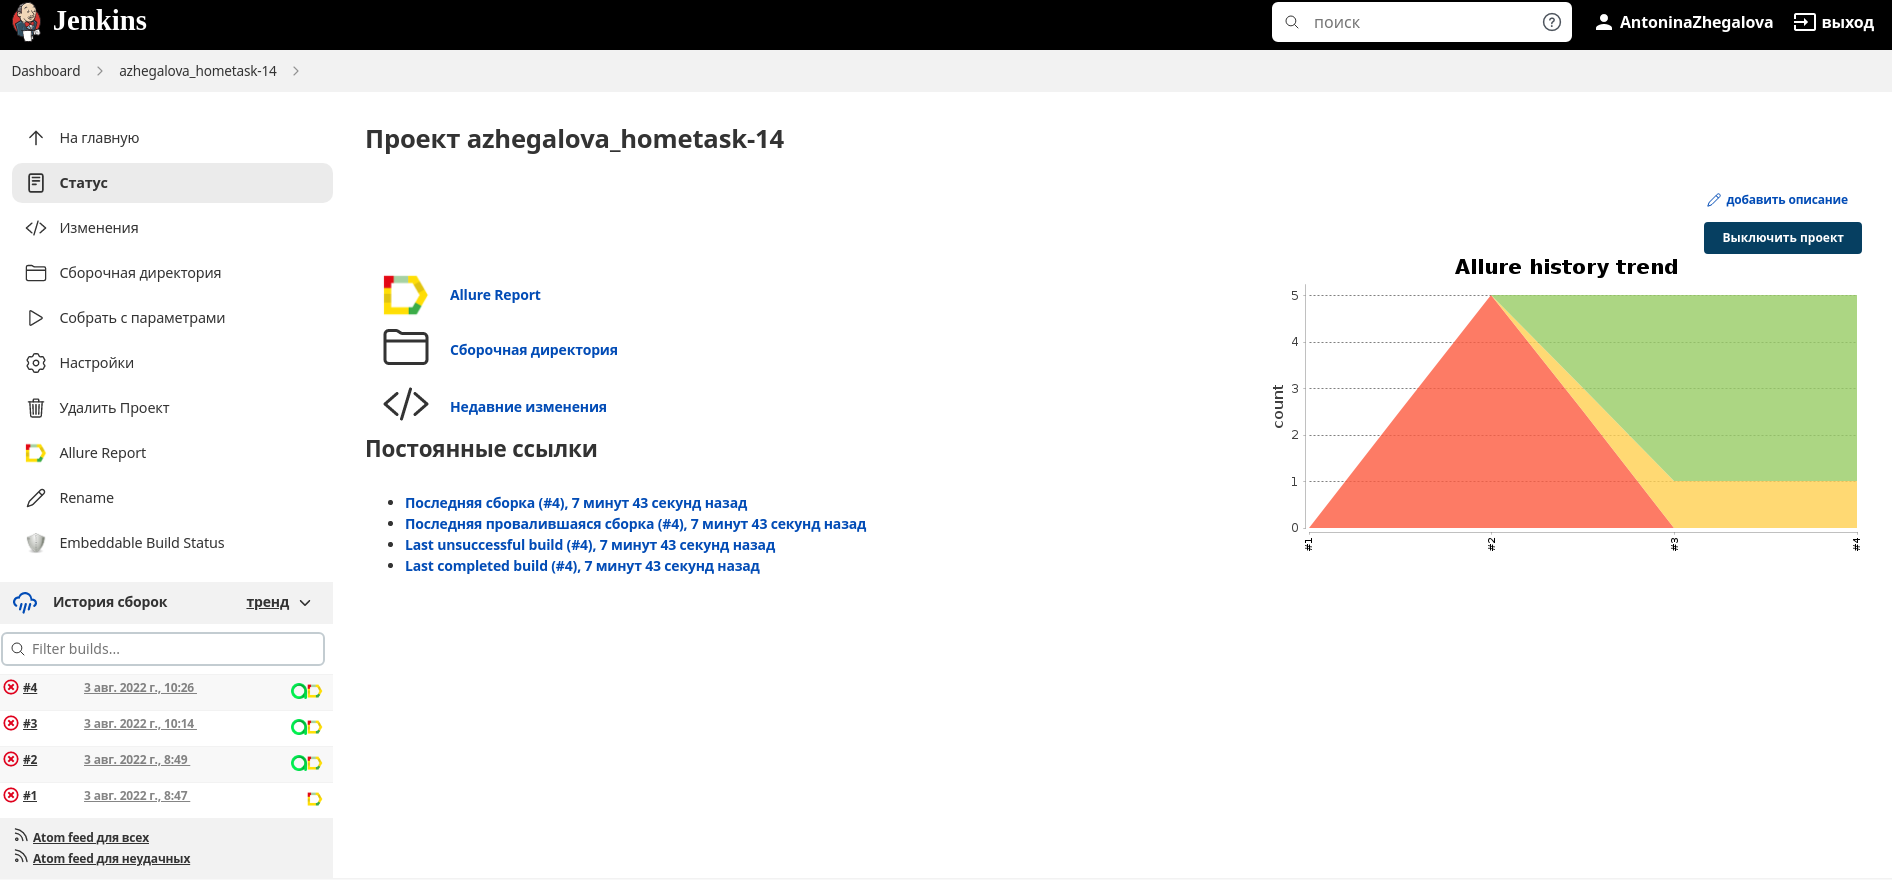 Jenkins
поиск
AntoninaZhegalova
выход
Dashboard
azhegalova_hometask-14
На главную
Статус
Изменения
Сборочная директория
Собрать с параметрами
Настройки
Удалить Проект
Allure Report
Rename
Embeddable Build Status
История сборок
тренд
Filter builds...
#4 3 авг. 2022 г., 10:26
#3 3 авг. 2022 г., 10:14
#2 3 авг. 2022 г., 8:49
#1 3 авг. 2022 г., 8:47
Atom feed для всех
Atom feed для неудачных
Проект azhegalova_hometask-14
добавить описание
Выключить проект
Allure Report
Сборочная директория
Недавние изменения
Постоянные ссылки
Последняя сборка (#4), 7 минут 43 секунд назад
Последняя провалившаяся сборка (#4), 7 минут 43 секунд назад
Last unsuccessful build (#4), 7 минут 43 секунд назад
Last completed build (#4), 7 минут 43 секунд назад
Allure history trend
count
5
4
3
2
1
0
#1
#2
#3
#4